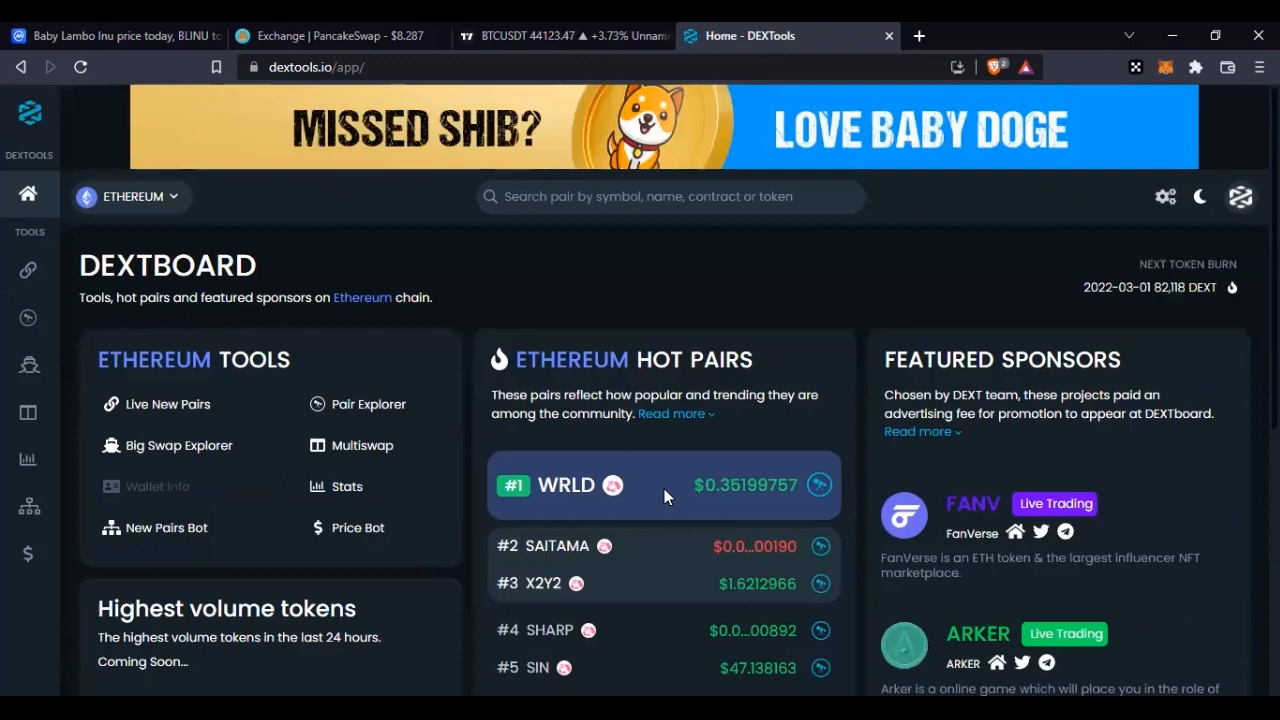 Baby Lambo Inu price today, BLINU to
Exchange | PancakeSwap - $8.287
BTCUSDT 44123.47 ▲ +3.73% Unnam
Home - DEXTools
dextools.io/app/
2
MISSED SHIB?
LOVE BABY DOGE
DEXTOOLS
ETHEREUM
Search pair by symbol, name, contract or token
TOOLS
DEXTBOARD
Tools, hot pairs and featured sponsors on Ethereum chain.
NEXT TOKEN BURN
2022-03-01 82,118 DEXT
ETHEREUM TOOLS
Live New Pairs
Pair Explorer
Big Swap Explorer
Multiswap
Wallet Info
Stats
New Pairs Bot
Price Bot
Highest volume tokens
The highest volume tokens in the last 24 hours.
Coming Soon...
ETHEREUM HOT PAIRS
These pairs reflect how popular and trending they are
among the community. Read more
#1 WRLD $0.35199757
#2 SAITAMA $0.0...00190
#3 X2Y2 $1.6212966
#4 SHARP $0.0...00892
#5 SIN $47.138163
FEATURED SPONSORS
Chosen by DEXT team, these projects paid an
advertising fee for promotion to appear at DEXTboard.
Read more
FANV Live Trading
FanVerse
FanVerse is an ETH token & the largest influencer NFT
marketplace.
ARKER Live Trading
ARKER
Arker is a online game which will place you in the role of